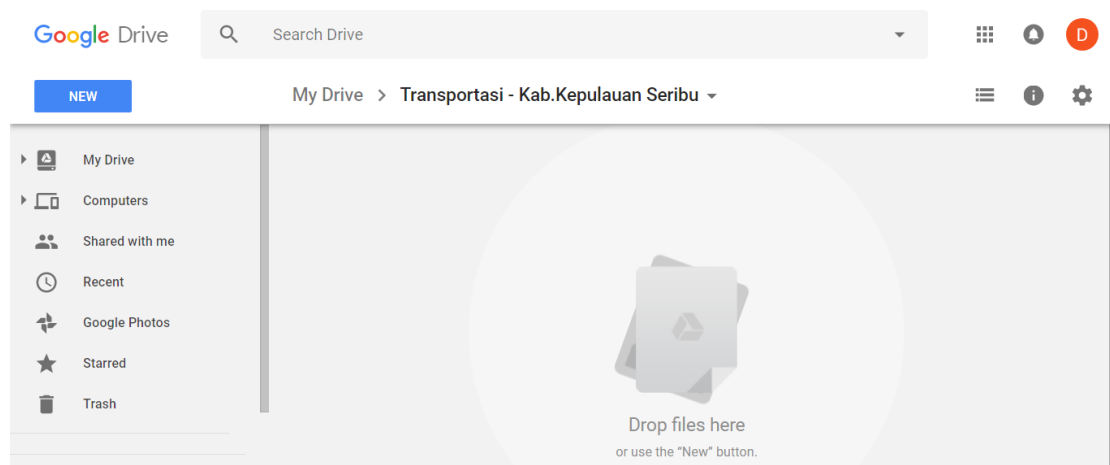 Google Drive
Search Drive
D
NEW
My Drive > Transportasi - Kab.Kepulauan Seribu
My Drive
Computers
Shared with me
Recent
Google Photos
Starred
Trash
Drop files here
or use the “New” button.